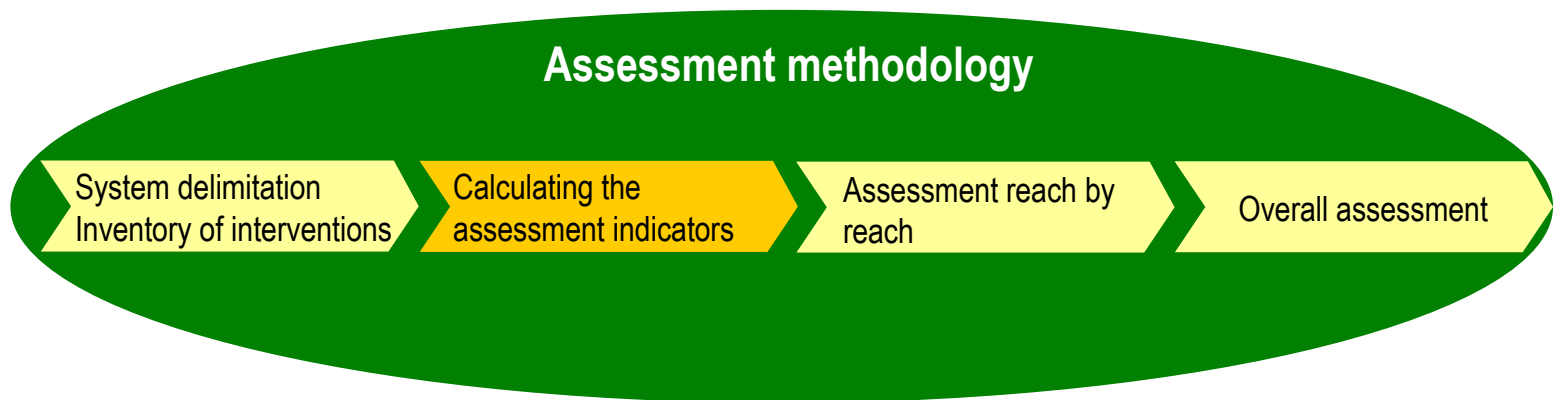 Assessment methodology
System delimitation
Inventory of interventions
Calculating the
assessment indicators
Assessment reach by
reach
Overall assessment